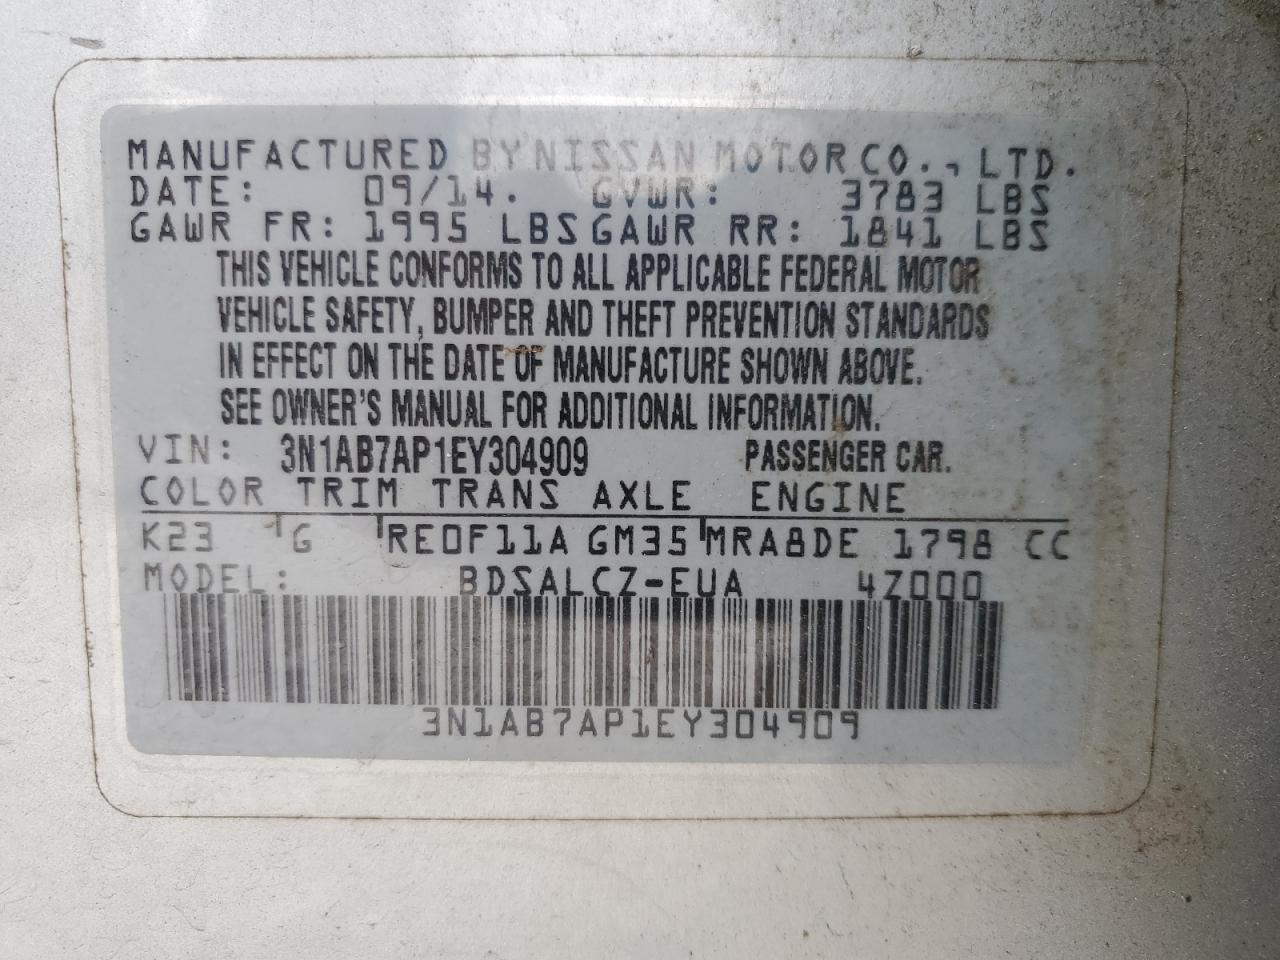 MANUFACTURED BY NISSAN MOTOR CO., LTD.
DATE: 09/14. GVWR: 3783 LBS
GAWR FR: 1995 LBS GAWR RR: 1841 LBS
THIS VEHICLE CONFORMS TO ALL APPLICABLE FEDERAL MOTOR
VEHICLE SAFETY, BUMPER AND THEFT PREVENTION STANDARDS
IN EFFECT ON THE DATE OF MANUFACTURE SHOWN ABOVE.
SEE OWNER'S MANUAL FOR ADDITIONAL INFORMATION.
VIN: 3N1AB7AP1EY304909 PASSENGER CAR.
COLOR TRIM TRANS AXLE ENGINE
K23 G RE0F11A GM35 MRA8DE 1798 CC
MODEL: BDSALCZ-EUA 4Z000
3N1AB7AP1EY304909